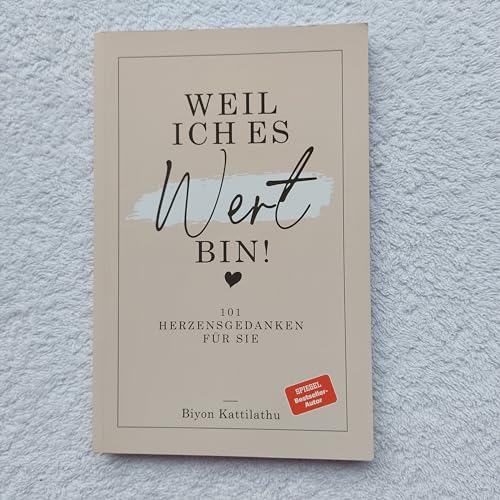 WEIL
ICH ES
Wert
BIN!
101
HERZENSGEDANKEN
FÜR SIE
Biyon Kattilathu
SPIEGEL
Bestseller-
Autor